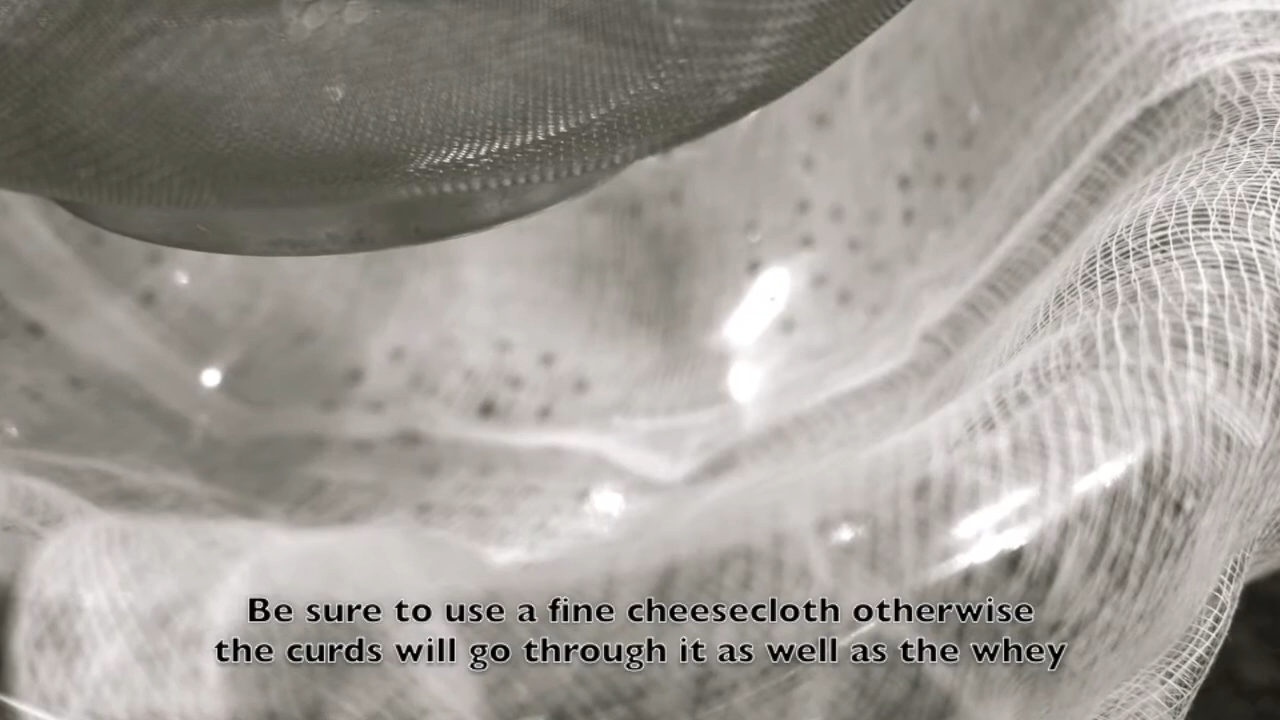 Be sure to use a fine cheesecloth otherwise
the curds will go through it as well as the whey